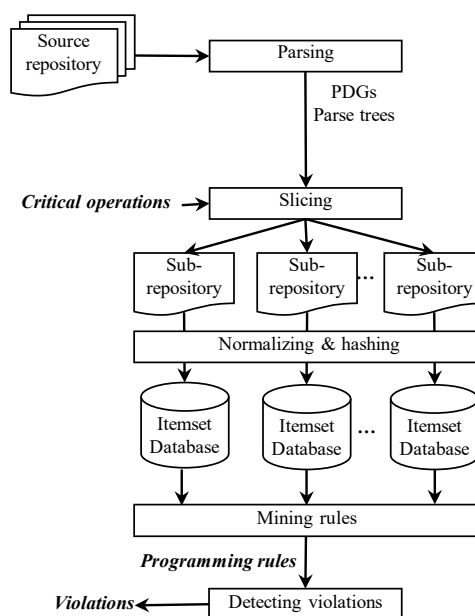 Source
repository
Parsing
PDGs
Parse trees
Critical operations
Slicing
Sub-
repository
Sub-
repository
...
Sub-
repository
Normalizing & hashing
Itemset
Database
Itemset
Database
...
Itemset
Database
Mining rules
Programming rules
Violations
Detecting violations